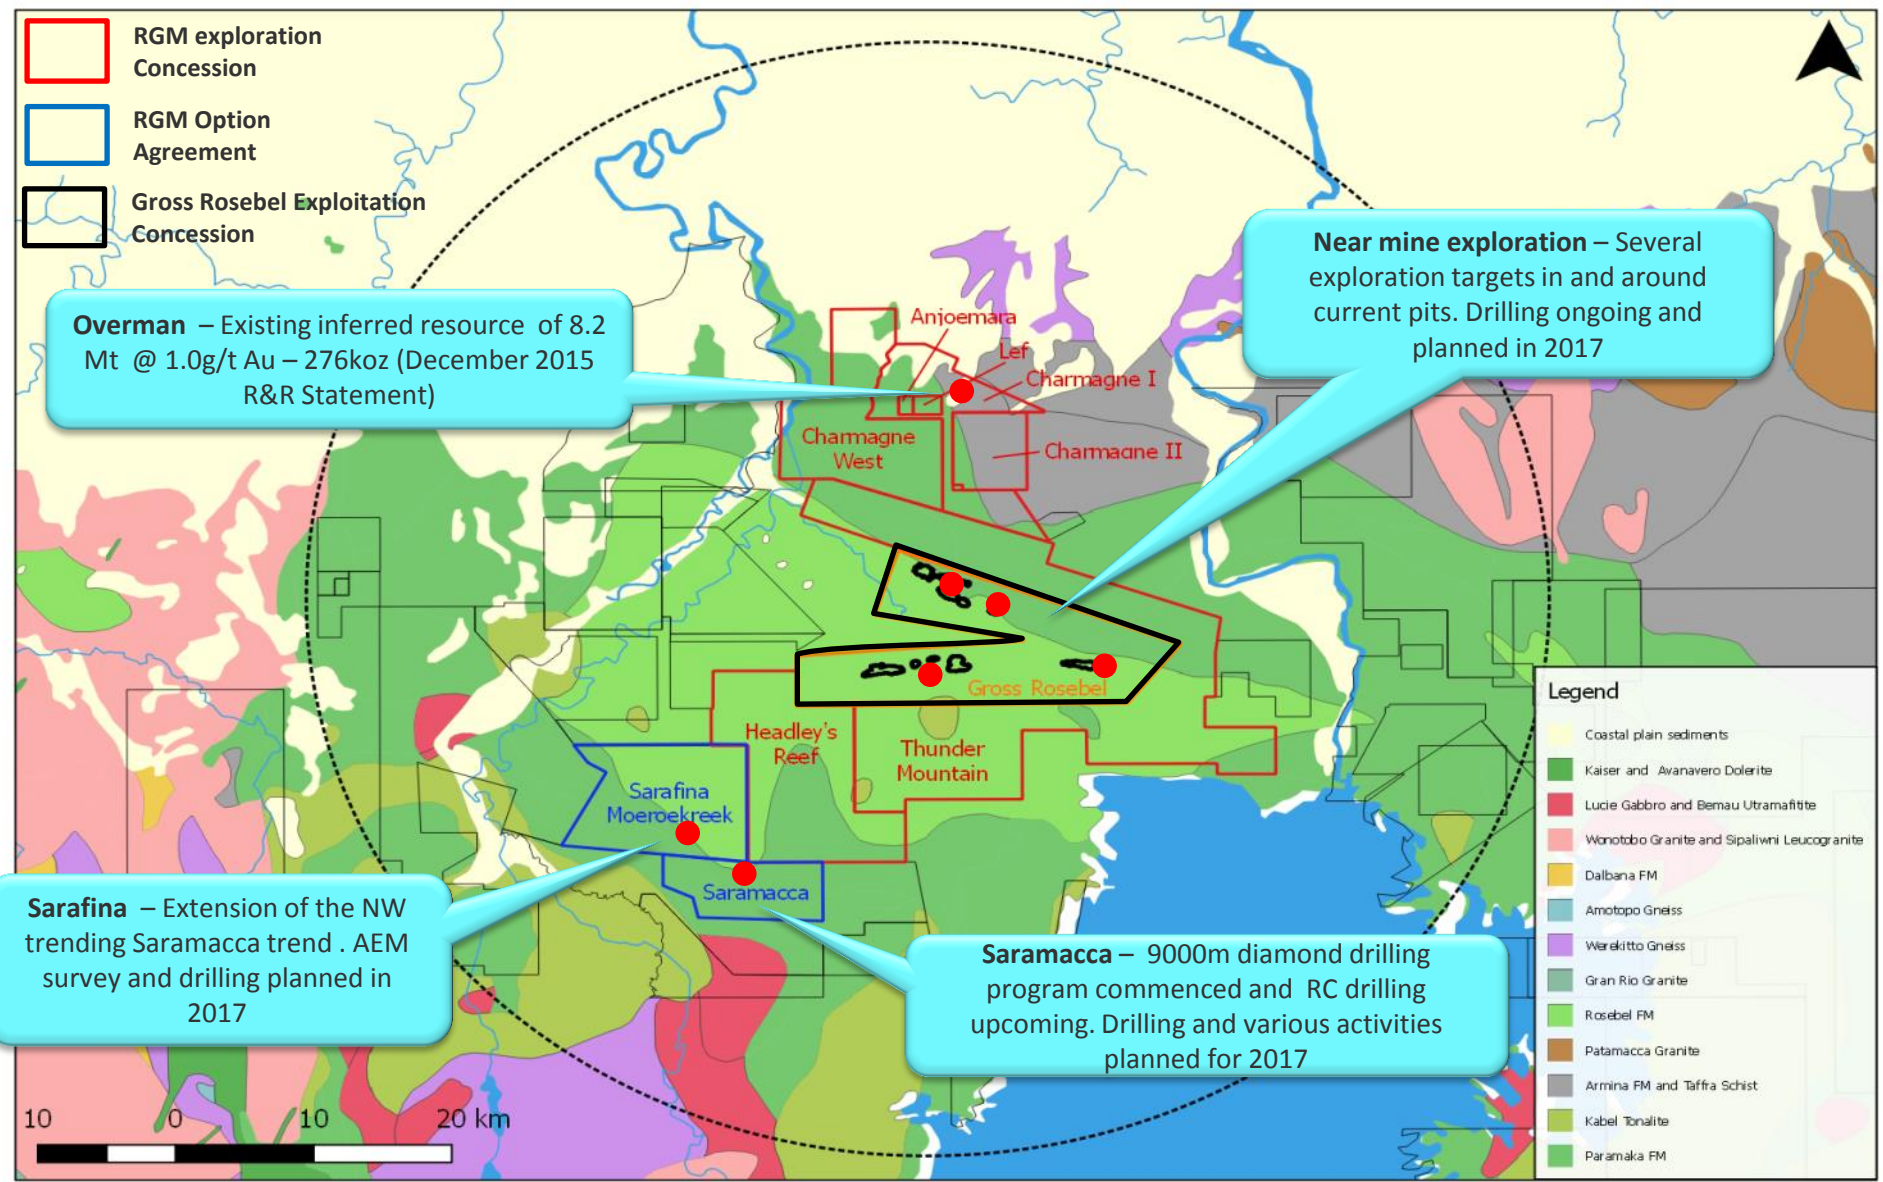 RGM exploration
Concession
RGM Option
Agreement
Gross Rosebel Exploitation
Concession
Near mine exploration – Several
exploration targets in and around
current pits. Drilling ongoing and
planned in 2017
Overman – Existing inferred resource of 8.2
Mt @ 1.0g/t Au – 276koz (December 2015
R&R Statement)
Anjoemara
Lef
Charmagne I
Charmagne
West
Charmagne II
Gross Rosebel
Headley's
Reef
Thunder
Mountain
Sarafina
Moeroekreek
Saramacca
Sarafina – Extension of the NW
trending Saramacca trend . AEM
survey and drilling planned in
2017
Saramacca – 9000m diamond drilling
program commenced and RC drilling
upcoming. Drilling and various activities
planned for 2017
10 0 10 20 km
Legend
Coastal plain sediments
Kaiser and Avanavero Dolerite
Lucie Gabbro and Bemau Utramafitite
Wonotobo Granite and Sipaliwni Leucogranite
Dalbana FM
Amotopo Gneiss
Werekitto Gneiss
Gran Rio Granite
Rosebel FM
Patamacca Granite
Armina FM and Taffra Schist
Kabel Tonalite
Paramaka FM